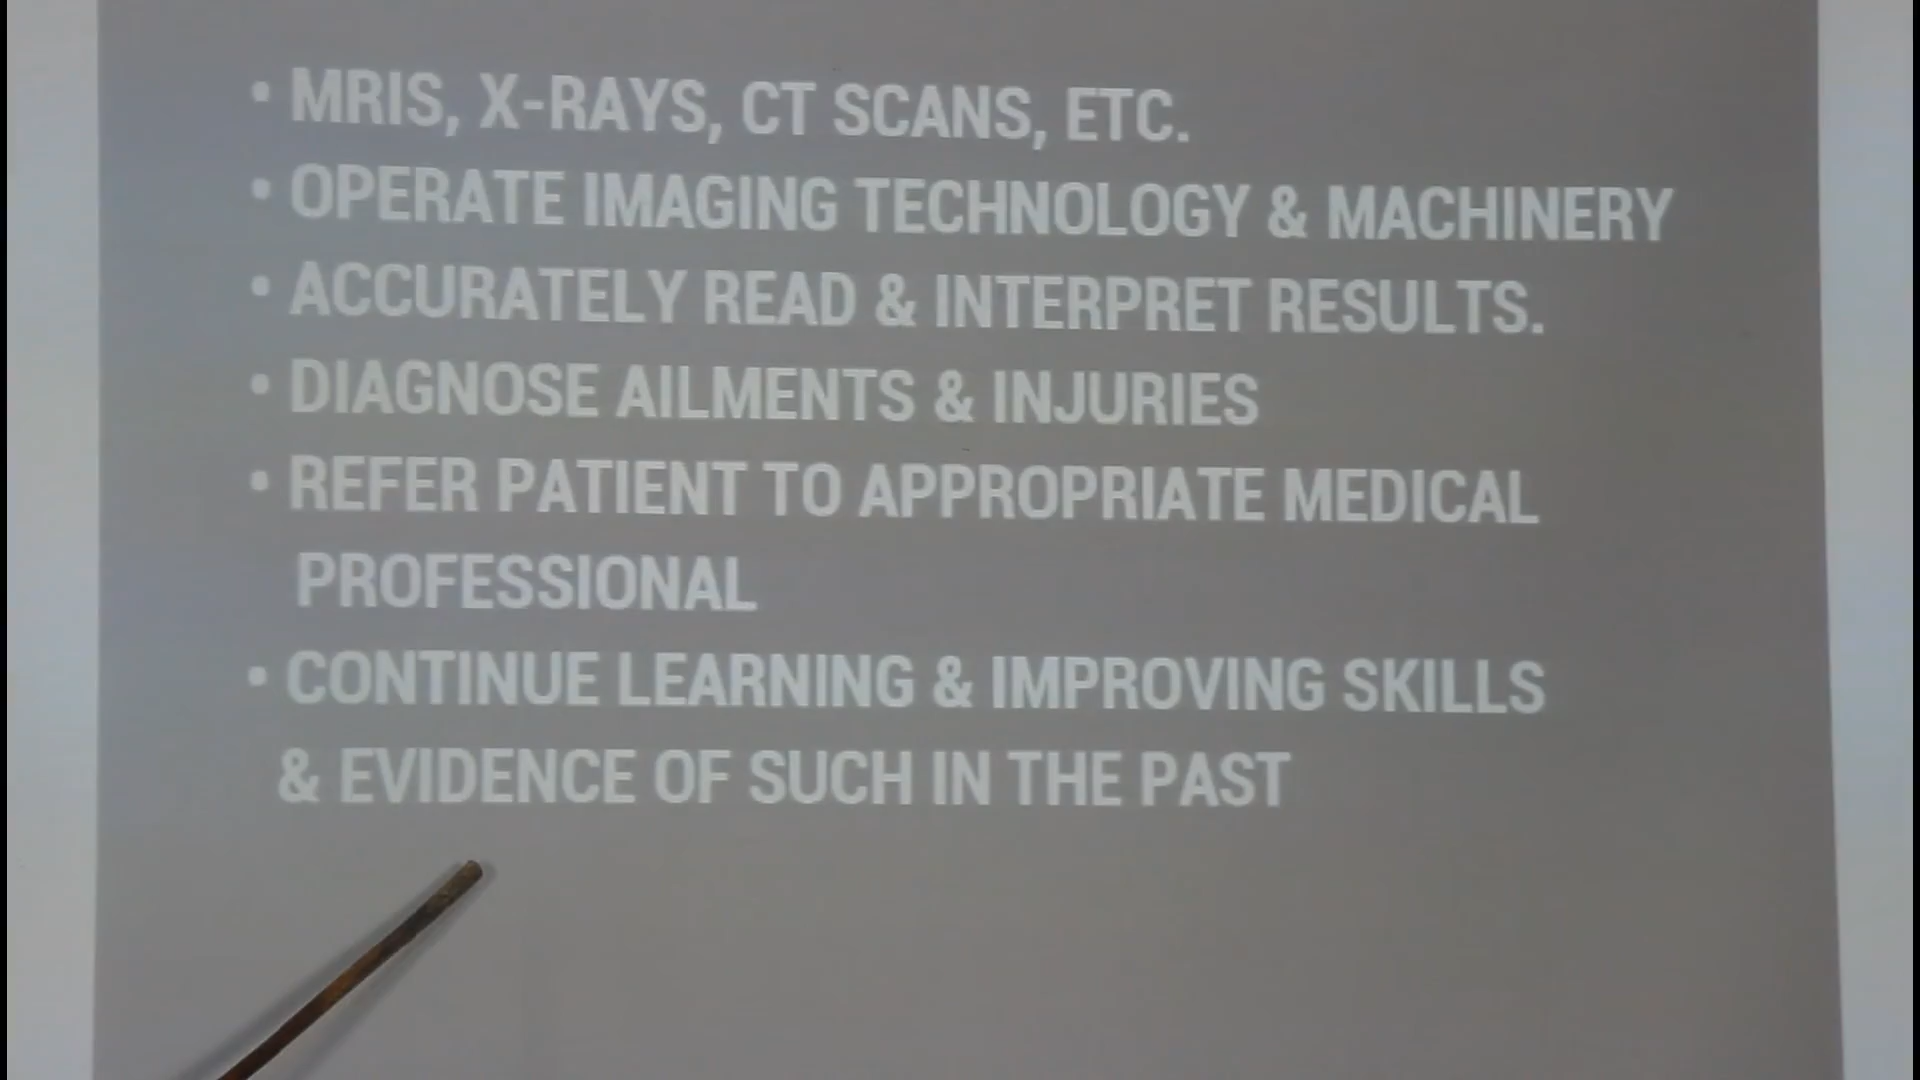 • MRIS, X-RAYS, CT SCANS, ETC.
• OPERATE IMAGING TECHNOLOGY & MACHINERY
• ACCURATELY READ & INTERPRET RESULTS.
• DIAGNOSE AILMENTS & INJURIES
• REFER PATIENT TO APPROPRIATE MEDICAL
PROFESSIONAL
• CONTINUE LEARNING & IMPROVING SKILLS
& EVIDENCE OF SUCH IN THE PAST